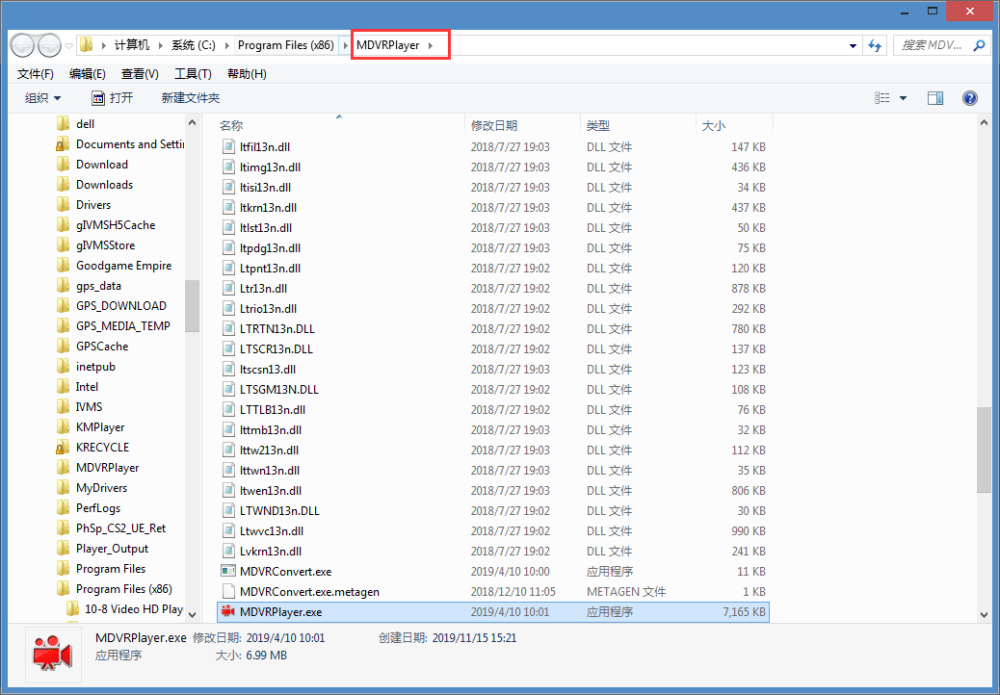 计算机 系统 (C:) Program Files (x86) MDVRPlayer 搜索 MDV...
文件(F) 编辑(E) 查看(V) 工具(T) 帮助(H)
组织 打开 新建文件夹
dell
Documents and Settin
Download
Downloads
Drivers
gIVMSH5Cache
gIVMSStore
Goodgame Empire
gps_data
GPS_DOWNLOAD
GPS_MEDIA_TEMP
GPSCache
inetpub
Intel
IVMS
KMPlayer
KRECYCLE
MDVRPlayer
MyDrivers
PerfLogs
PhSp_CS2_UE_Ret
Player_Output
Program Files
Program Files (x86)
10-8 Video HD Play
名称 修改日期 类型 大小
ltfil13n.dll 2018/7/27 19:03 DLL 文件 147 KB
ltimg13n.dll 2018/7/27 19:03 DLL 文件 436 KB
ltisi13n.dll 2018/7/27 19:03 DLL 文件 34 KB
ltkrn13n.dll 2018/7/27 19:03 DLL 文件 437 KB
ltlst13n.dll 2018/7/27 19:03 DLL 文件 50 KB
ltpdg13n.dll 2018/7/27 19:03 DLL 文件 75 KB
Ltpnt13n.dll 2018/7/27 19:02 DLL 文件 120 KB
Ltr13n.dll 2018/7/27 19:02 DLL 文件 878 KB
Ltrio13n.dll 2018/7/27 19:02 DLL 文件 292 KB
LTRTN13n.DLL 2018/7/27 19:02 DLL 文件 780 KB
LTSCR13n.DLL 2018/7/27 19:02 DLL 文件 137 KB
ltscsn13.dll 2018/7/27 19:03 DLL 文件 123 KB
LTSGM13N.DLL 2018/7/27 19:02 DLL 文件 108 KB
LTTLB13n.dll 2018/7/27 19:02 DLL 文件 76 KB
lttmb13n.dll 2018/7/27 19:03 DLL 文件 32 KB
lttw213n.dll 2018/7/27 19:03 DLL 文件 112 KB
lttwn13n.dll 2018/7/27 19:03 DLL 文件 35 KB
ltwen13n.dll 2018/7/27 19:03 DLL 文件 806 KB
LTWND13n.DLL 2018/7/27 19:02 DLL 文件 30 KB
Ltwvc13n.dll 2018/7/27 19:02 DLL 文件 990 KB
Lvkrn13n.dll 2018/7/27 19:02 DLL 文件 241 KB
MDVRConvert.exe 2019/4/10 10:00 应用程序 11 KB
MDVRConvert.exe.metagen 2018/12/10 11:05 METAGEN 文件 1 KB
MDVRPlayer.exe 2019/4/10 10:01 应用程序 7,165 KB
MDVRPlayer.exe 修改日期: 2019/4/10 10:01 创建日期: 2019/11/15 15:21
应用程序 大小: 6.99 MB